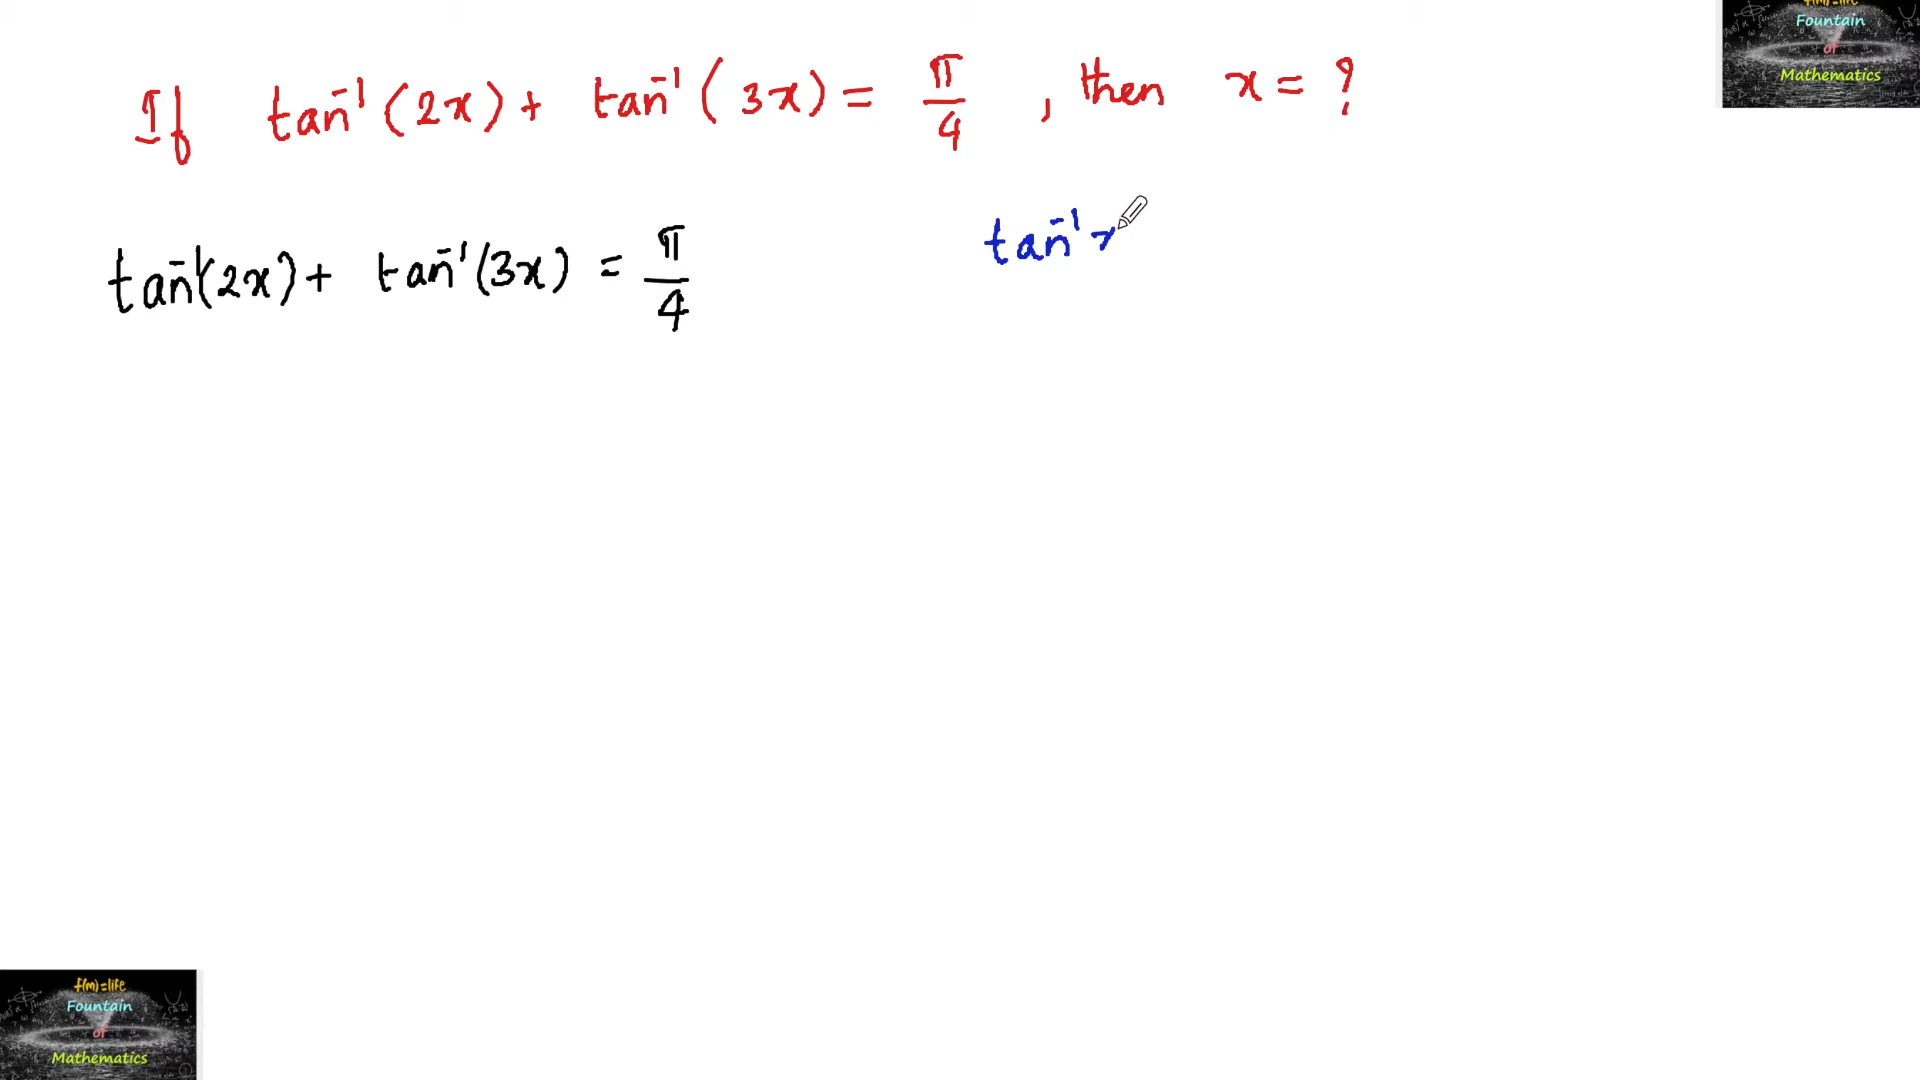 f(m)=life
Fountain
of
Mathematics
If tan⁻¹(2x) + tan⁻¹(3x) = π/4 , then x = ?
tan⁻¹(2x) + tan⁻¹(3x) = π/4
tan⁻¹x
f(m)=life
Fountain
of
Mathematics